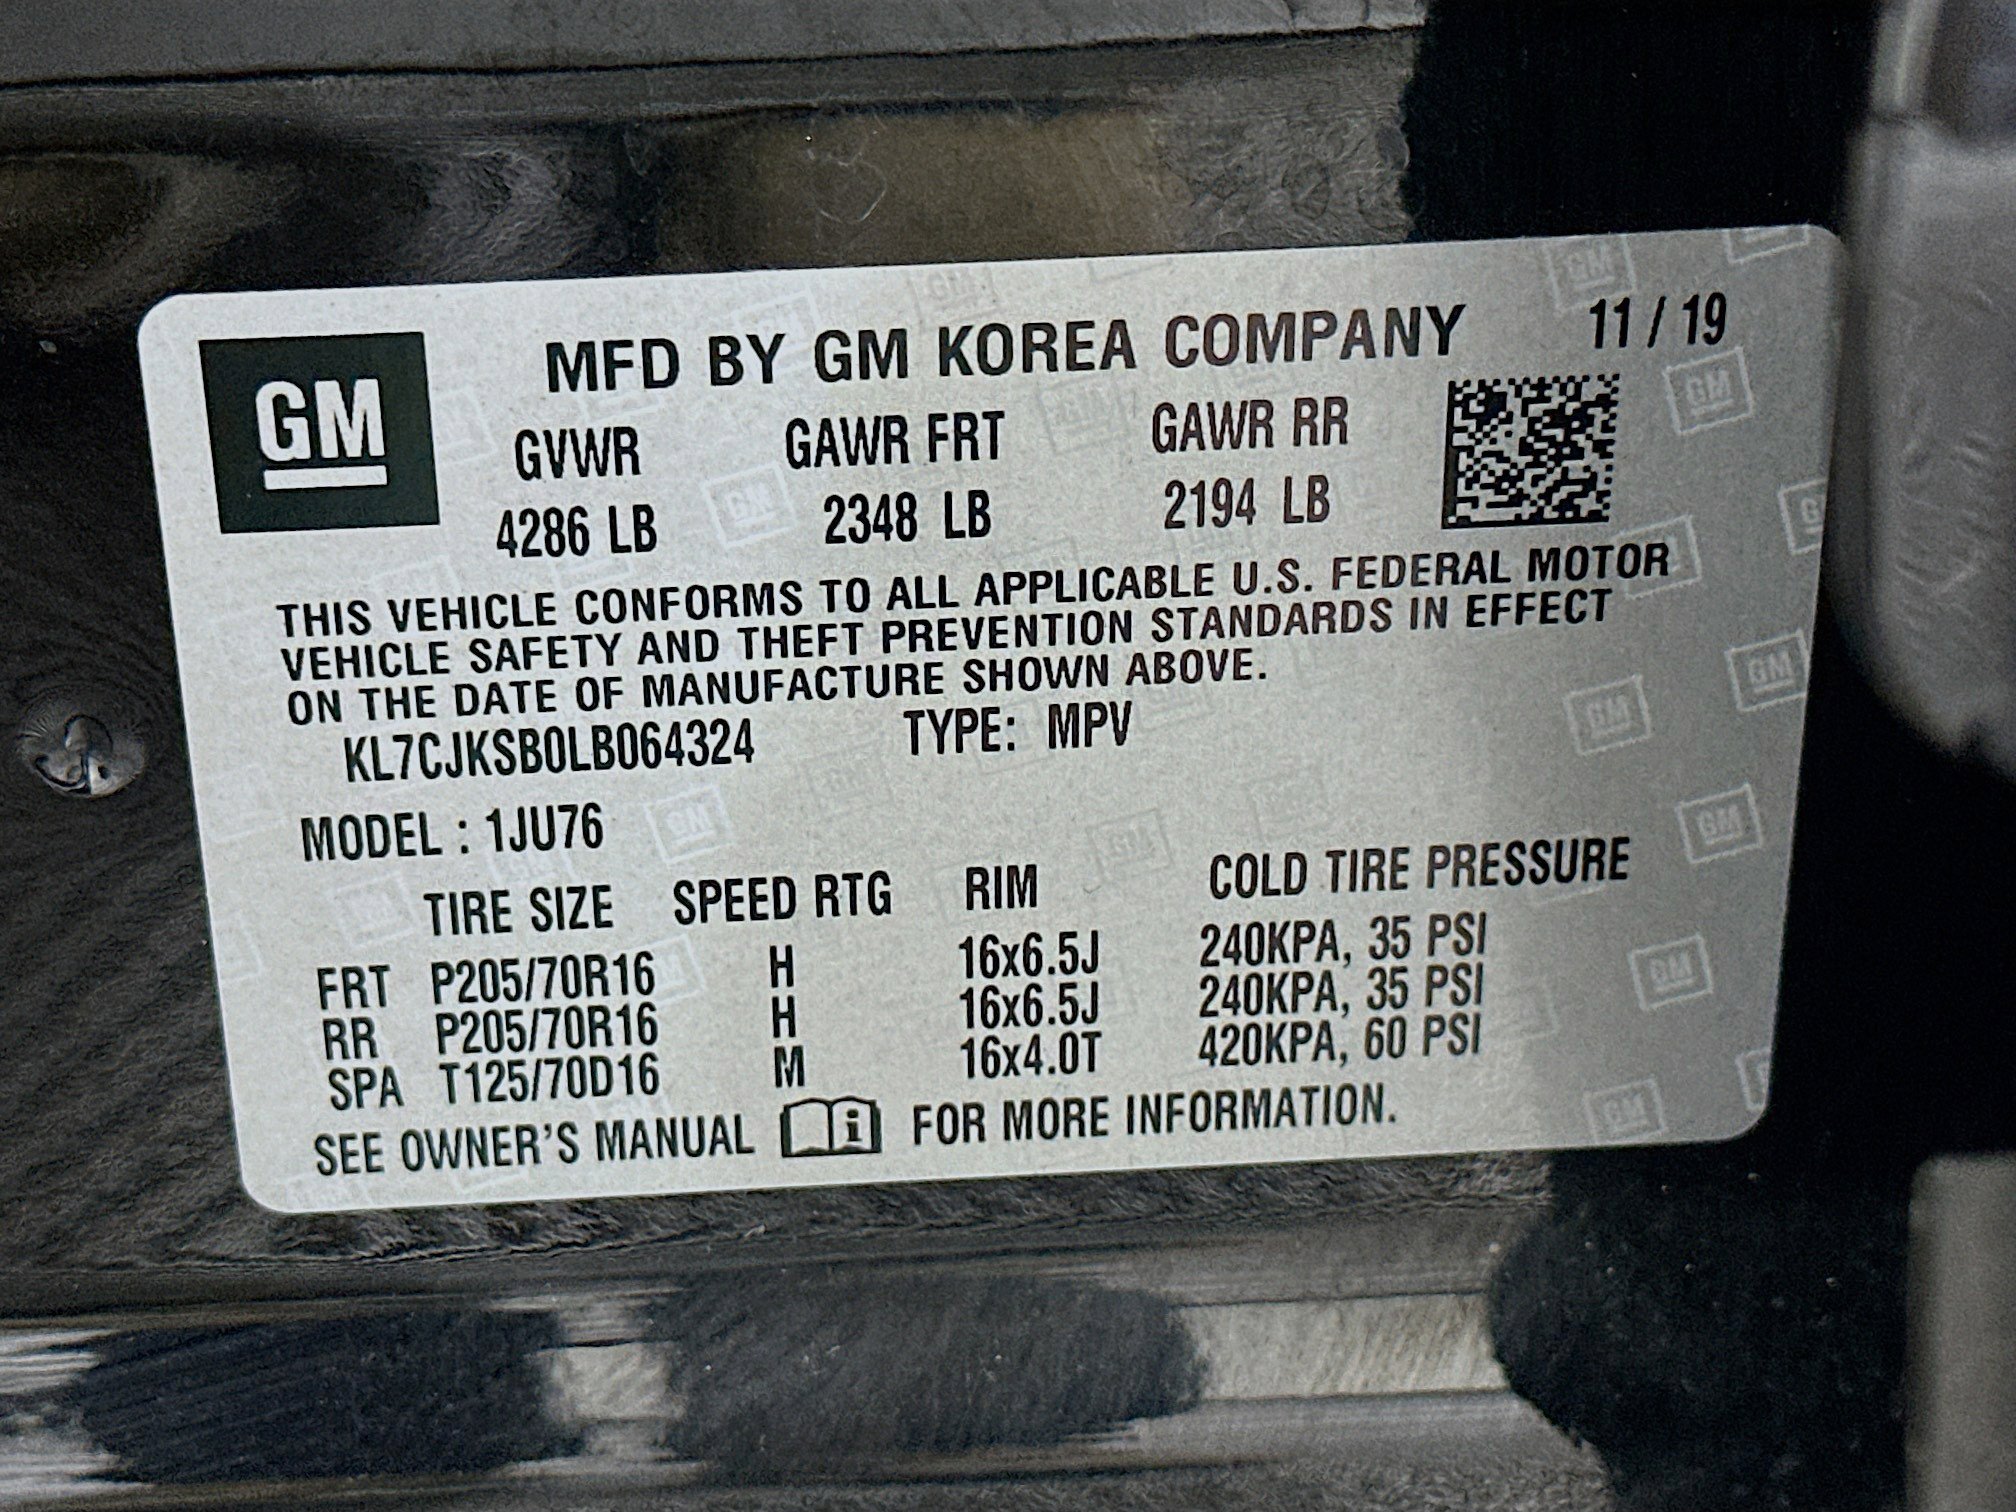 GM
MFD BY GM KOREA COMPANY 11 / 19
GVWR GAWR FRT GAWR RR
4286 LB 2348 LB 2194 LB
THIS VEHICLE CONFORMS TO ALL APPLICABLE U.S. FEDERAL MOTOR
VEHICLE SAFETY AND THEFT PREVENTION STANDARDS IN EFFECT
ON THE DATE OF MANUFACTURE SHOWN ABOVE.
KL7CJKSB0LB064324 TYPE: MPV
MODEL : 1JU76
TIRE SIZE SPEED RTG RIM COLD TIRE PRESSURE
FRT P205/70R16 H 16x6.5J 240KPA, 35 PSI
RR P205/70R16 H 16x6.5J 240KPA, 35 PSI
SPA T125/70D16 M 16x4.0T 420KPA, 60 PSI
SEE OWNER'S MANUAL i FOR MORE INFORMATION.